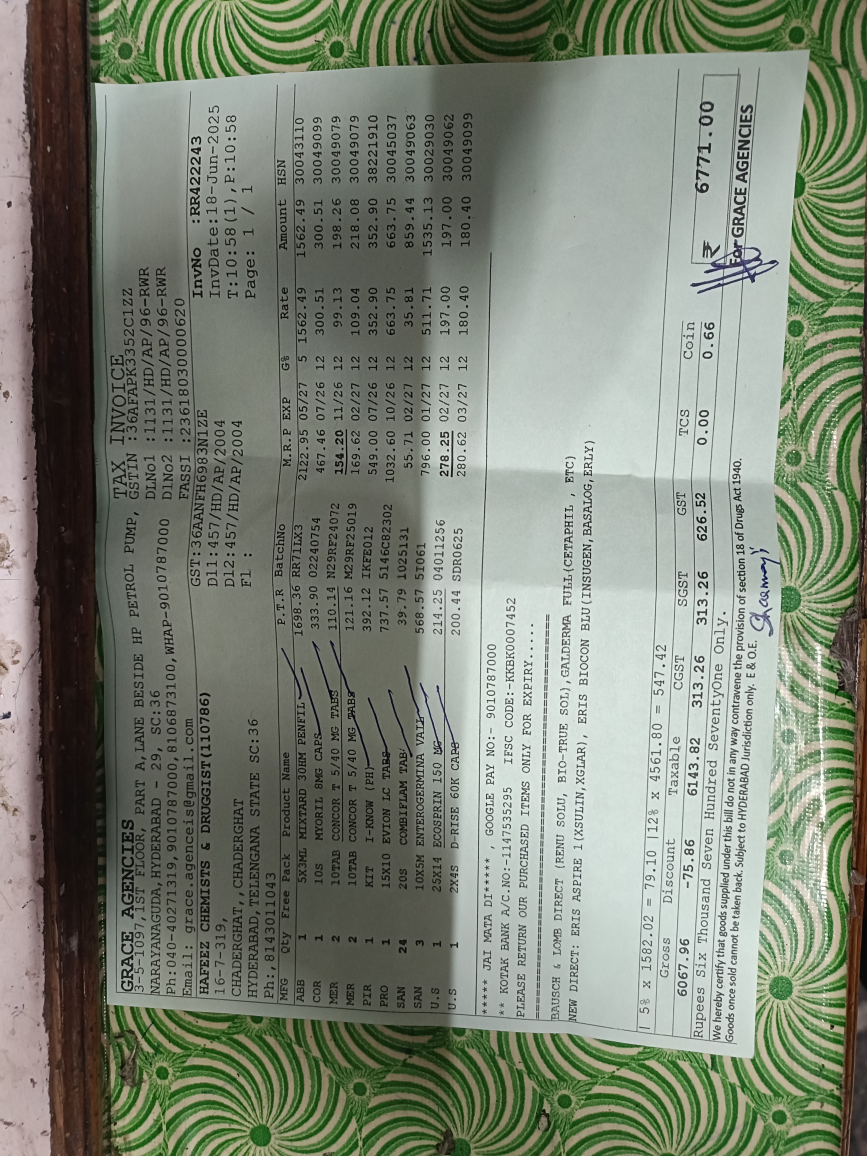 TAX INVOICE
GRACE AGENCIES
3-5-1097,1ST FLOOR, PART A,LANE BESIDE HP PETROL PUMP, GSTIN :36AFAPK3352C1ZZ
NARAYANAGUDA,HYDERABAD - 29, SC:36 DlNo1 :1131/HD/AP/96-RWR
Ph:040-40271319,9010787000,8106873100,WHAP-9010787000 DlNo2 :1131/HD/AP/96-RWR
Email: grace.agenceis@gmail.com FASSI :23618030000620
HAFEEZ CHEMISTS & DRUGGIST(110786) GST:36AANFH6983N1ZE InvNo :RR422243
16-7-319, Dl1:457/HD/AP/2004 InvDate:18-Jun-2025
CHADERGHAT,,CHADERGHAT Dl2:457/HD/AP/2004 T:10:58(1),P:10:58
HYDERABAD,TELENGANA STATE SC:36 Fl : Page: 1 / 1
Ph:,8143011043
MFG Qty Free Pack Product Name P.T.R BatchNo M.R.P EXP G% Rate Amount HSN
ABB 1 5X3ML MIXTARD 30HM PENFIL 1698.36 RR71LX3 2122.95 05/27 5 1562.49 1562.49 30043110
COR 1 10S MYORIL 8MG CAPS 333.90 02240754 467.46 07/26 12 300.51 300.51 30049099
MER 2 10TAB CONCOR T 5/40 MG TABS 110.14 N29RF24072 154.20 11/26 12 99.13 198.26 30049079
MER 2 10TAB CONCOR T 5/40 MG TABS 121.16 M29RF25019 169.62 02/27 12 109.04 218.08 30049079
PIR 1 KIT I-KNOW (PH) 392.12 IKFE012 549.00 07/26 12 352.90 352.90 38221910
PRO 1 15X10 EVION LC TABS 737.57 5146C82302 1032.60 10/26 12 663.75 663.75 30045037
SAN 24 20S COMBIFLAM TAB 39.79 1025131 55.71 02/27 12 35.81 859.44 30049063
SAN 3 10X5M ENTEROGERMINA VAIL 568.57 5I061 796.00 01/27 12 511.71 1535.13 30029030
U.S 1 25X14 ECOSPRIN 150 MG 214.25 04011256 278.25 02/27 12 197.00 197.00 30049062
U.S 1 2X4S D-RISE 60K CAPS 200.44 SDR0625 280.62 03/27 12 180.40 180.40 30049099
***** JAI MATA DI***** , GOOGLE PAY NO:- 9010787000
** KOTAK BANK A/C.NO:-1147535295 IFSC CODE:-KKBK0007452
PLEASE RETURN OUR PURCHASED ITEMS ONLY FOR EXPIRY.....
BAUSCH & LOMB DIRECT (RENU SOLU, BIO-TRUE SOL),GALDERMA FULL(CETAPHIL , ETC)
NEW DIRECT: ERIS ASPIRE 1(XSULIN,XGLAR), ERIS BIOCON BLU(INSUGEN,BASALOG,ERLY)
| 5% x 1582.02 = 79.10 |12% x 4561.80 = 547.42
Gross Discount Taxable CGST SGST GST TCS Coin
6067.96 -75.86 6143.82 313.26 313.26 626.52 0.00 0.66 ₹ 6771.00
Rupees Six Thousand Seven Hundred SeventyOne Only.
We hereby certify that goods supplied under this bill do not in any way contravene the provision of section 18 of Drugs Act 1940.
Goods once sold cannot be taken back. Subject to HYDERABAD Jurisdiction only. E & O.E. For GRACE AGENCIES